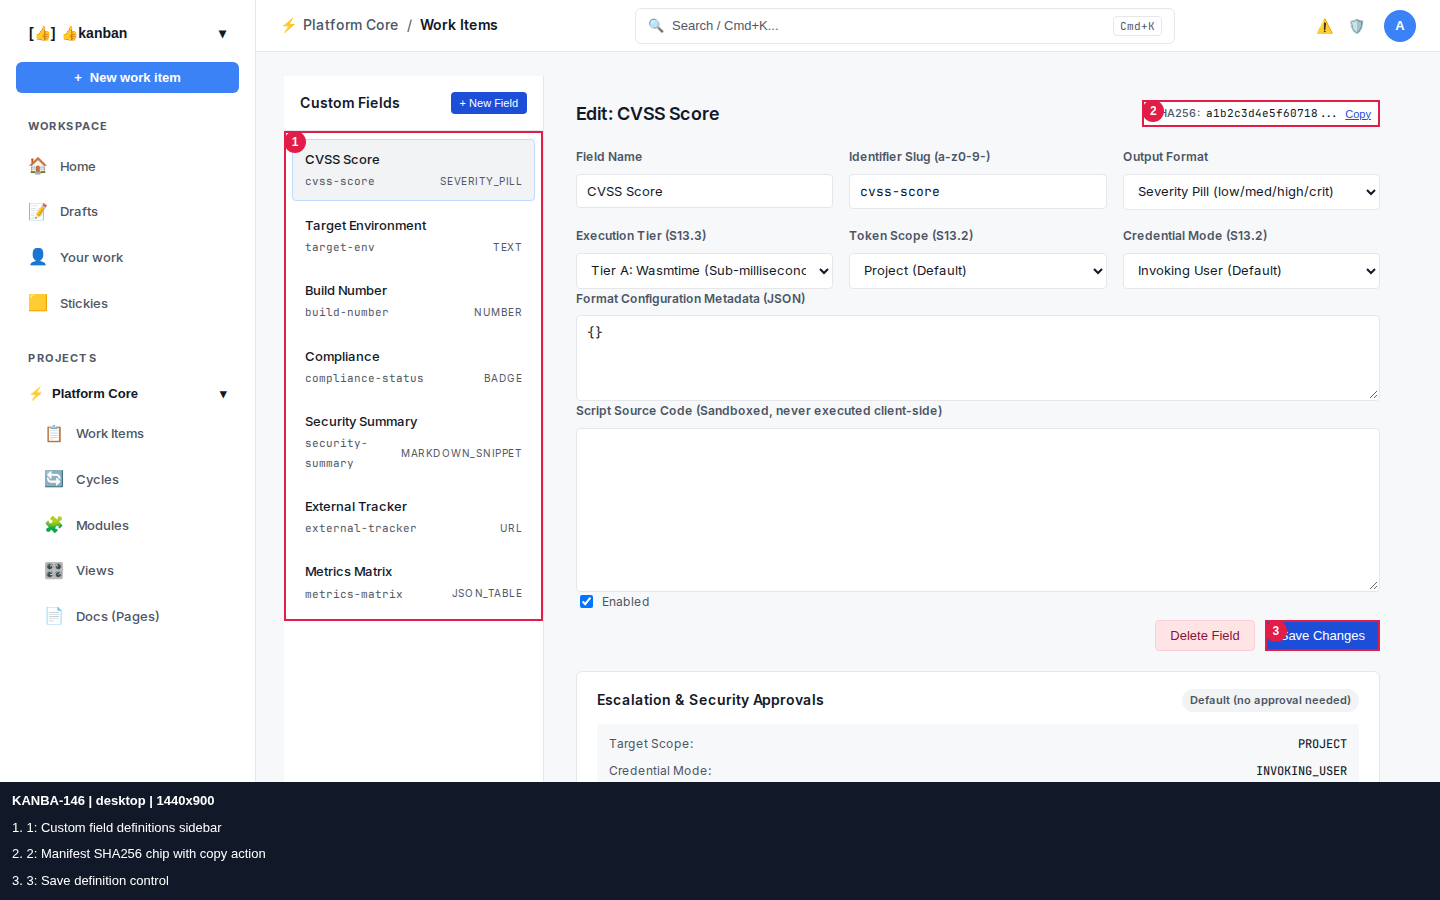 [👍] 👍kanban ▼
+ New work item
WORKSPACE
🏠 Home
📝 Drafts
👤 Your work
🟨 Stickies
PROJECTS
⚡ Platform Core ▼
📋 Work Items
🔄 Cycles
🧩 Modules
🎛️ Views
📄 Docs (Pages)
⚡ Platform Core / Work Items
🔍 Search / Cmd+K... Cmd+K
A
Custom Fields
+ New Field
1
CVSS Score
cvss-score SEVERITY_PILL
Target Environment
target-env TEXT
Build Number
build-number NUMBER
Compliance
compliance-status BADGE
Security Summary
security-summary MARKDOWN_SNIPPET
External Tracker
external-tracker URL
Metrics Matrix
metrics-matrix JSON_TABLE
Edit: CVSS Score
2 HA256: a1b2c3d4e5f60718... Copy
Field Name
CVSS Score
Identifier Slug (a-z0-9-)
cvss-score
Output Format
Severity Pill (low/med/high/crit)
Execution Tier (S13.3)
Tier A: Wasmtime (Sub-millisecond
Token Scope (S13.2)
Project (Default)
Credential Mode (S13.2)
Invoking User (Default)
Format Configuration Metadata (JSON)
{}
Script Source Code (Sandboxed, never executed client-side)
Enabled
Delete Field
3 Save Changes
Escalation & Security Approvals
Default (no approval needed)
Target Scope: PROJECT
Credential Mode: INVOKING_USER
KANBA-146 | desktop | 1440x900
1. 1: Custom field definitions sidebar
2. 2: Manifest SHA256 chip with copy action
3. 3: Save definition control